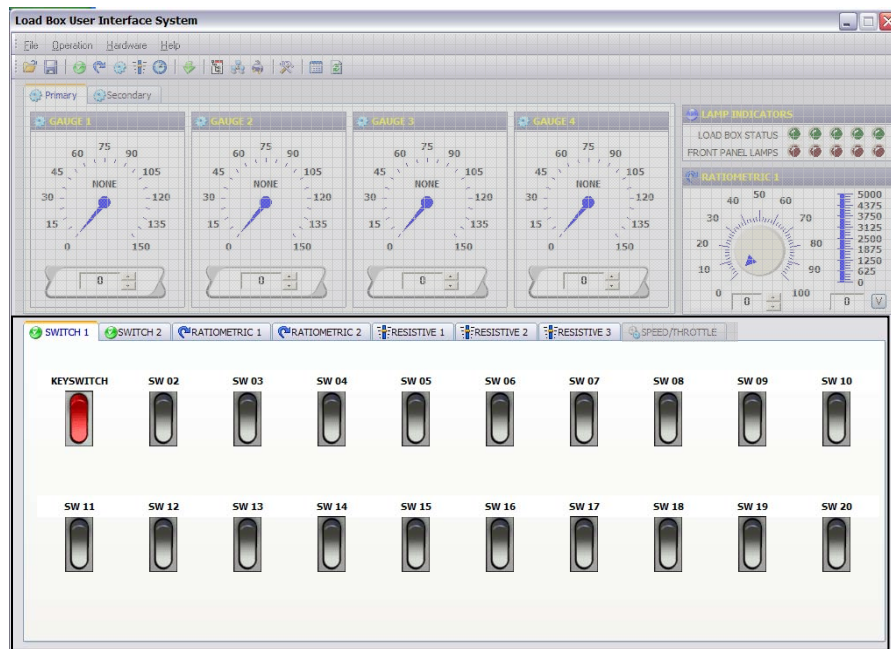 Load Box User Interface System
File Operation Hardware Help
Primary Secondary
GAUGE 1 GAUGE 2 GAUGE 3 GAUGE 4
0 15 30 45 60 75 90 105 120 135 150
NONE
0
0 15 30 45 60 75 90 105 120 135 150
NONE
0
0 15 30 45 60 75 90 105 120 135 150
NONE
0
0 15 30 45 60 75 90 105 120 135 150
NONE
0
LAMP INDICATORS
LOAD BOX STATUS
FRONT PANEL LAMPS
RATIOMETRIC 1
0 10 20 30 40 50 60 70 80 90 100
0
5000
4375
3750
3125
2500
1875
1250
625
0
0 V
SWITCH 1 SWITCH 2 RATIOMETRIC 1 RATIOMETRIC 2 RESISTIVE 1 RESISTIVE 2 RESISTIVE 3 SPEED/THROTTLE
KEYSWITCH SW 02 SW 03 SW 04 SW 05 SW 06 SW 07 SW 08 SW 09 SW 10
SW 11 SW 12 SW 13 SW 14 SW 15 SW 16 SW 17 SW 18 SW 19 SW 20